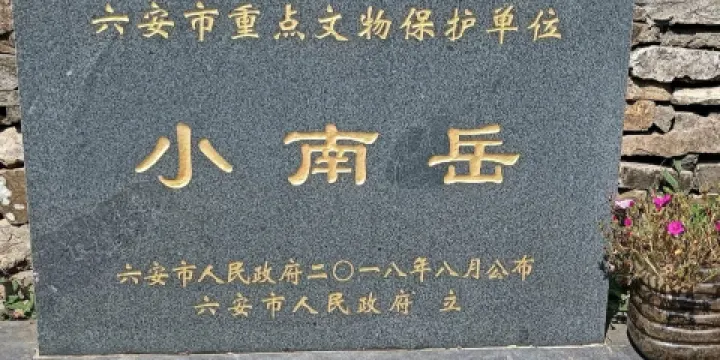 六安市重点文物保护单位
小南岳
六安市人民政府二〇一八年八月公布
六安市人民政府 立